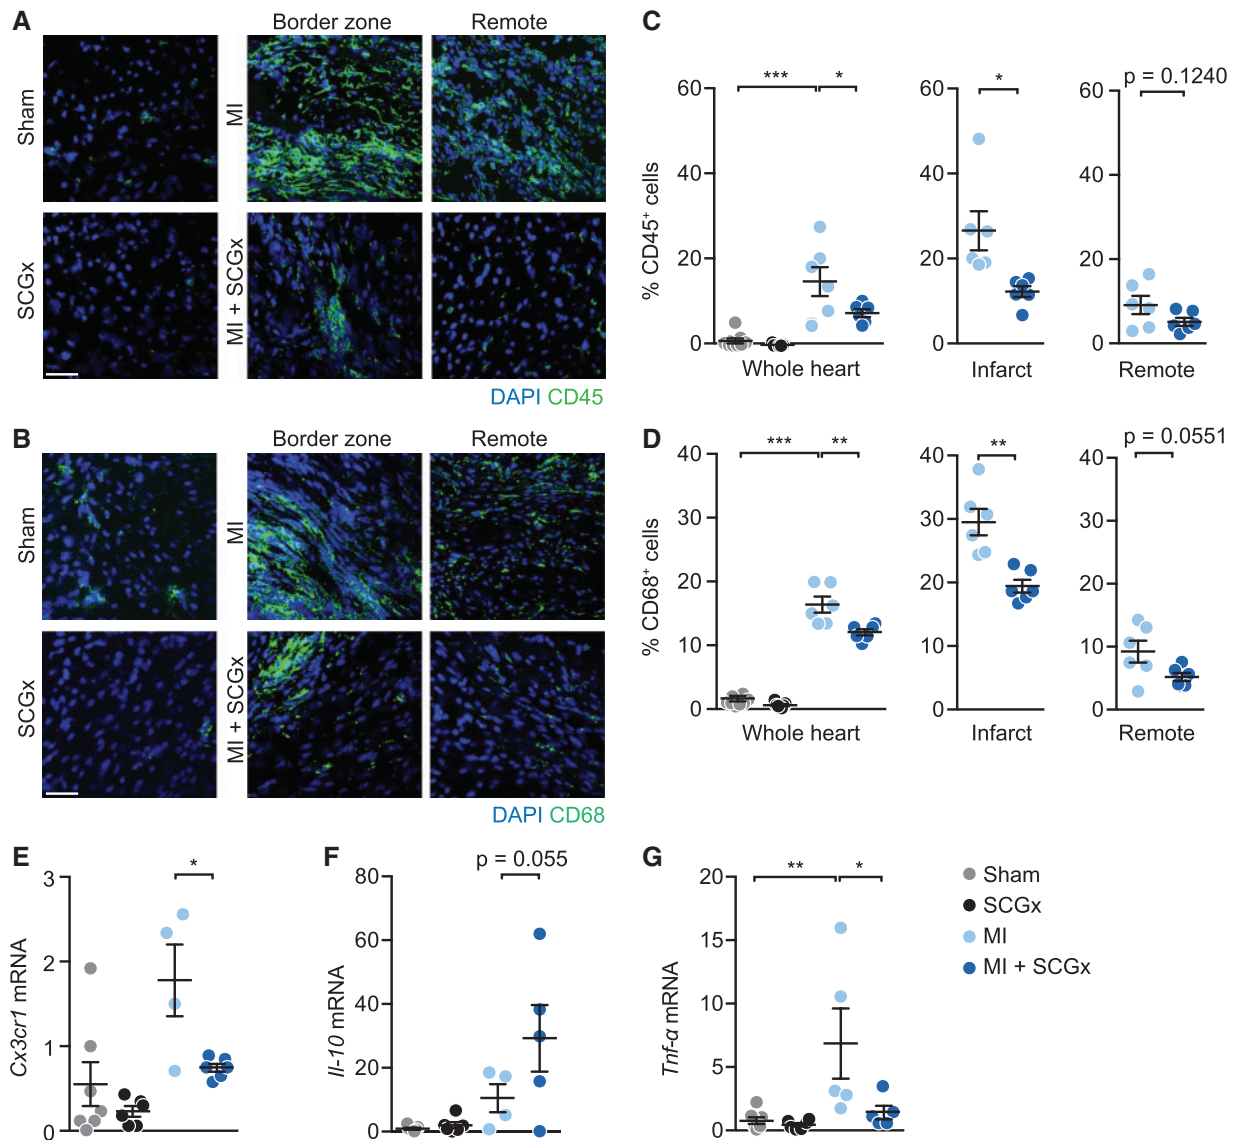 A
Border zone
Remote
Sham
MI
SCGx
MI + SCGx
DAPI CD45
B
Border zone
Remote
Sham
MI
SCGx
MI + SCGx
DAPI CD68
C
% CD45+ cells
60
40
20
0
***
*
Whole heart
60
40
20
0
*
Infarct
p = 0.1240
60
40
20
0
Remote
D
% CD68+ cells
40
30
20
10
0
***
**
Whole heart
40
30
20
10
0
**
Infarct
p = 0.0551
40
30
20
10
0
Remote
E
Cx3cr1 mRNA
3
2
1
0
*
F
p = 0.055
Il-10 mRNA
80
60
40
20
0
G
Tnf-α mRNA
20
15
10
5
0
**
*
Sham
SCGx
MI
MI + SCGx